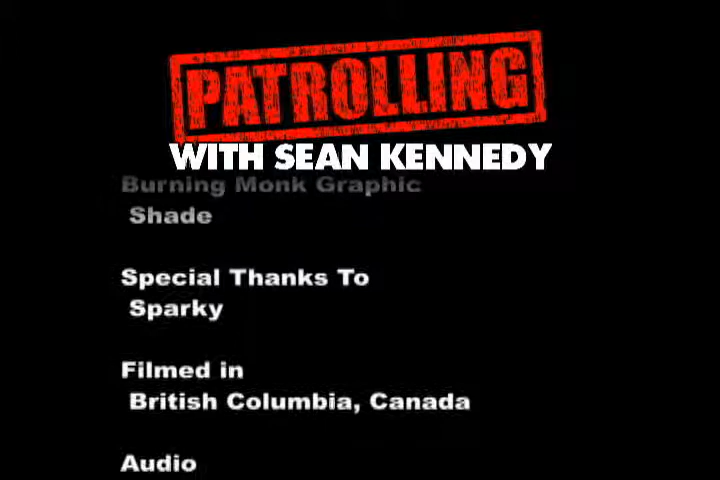 PATROLLING
WITH SEAN KENNEDY
Burning Monk Graphic
Shade
Special Thanks To
Sparky
Filmed in
British Columbia, Canada
Audio